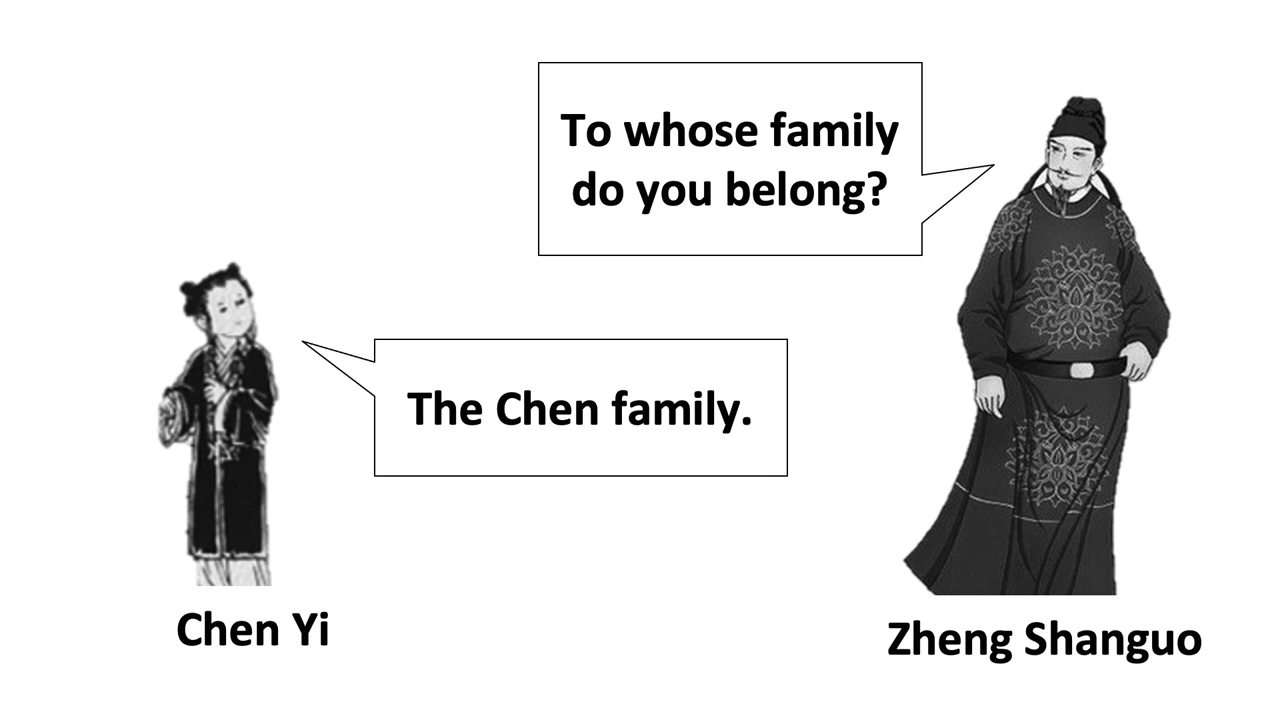 To whose family
do you belong?
The Chen family.
Chen Yi
Zheng Shanguo